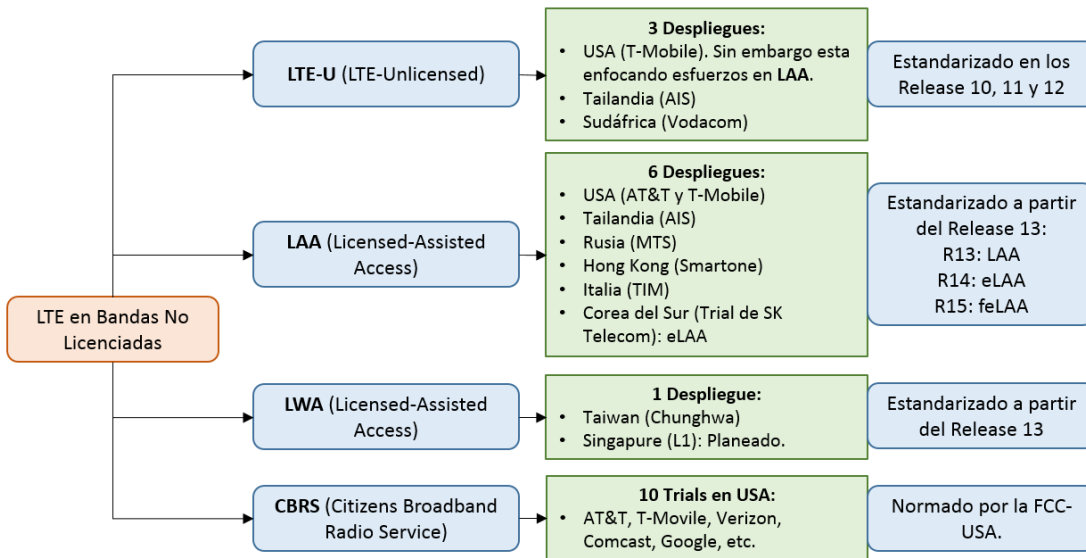 LTE en Bandas No
Licenciadas
LTE-U (LTE-Unlicensed)
3 Despliegues:
• USA (T-Mobile). Sin embargo esta
enfocando esfuerzos en LAA.
• Tailandia (AIS)
• Sudáfrica (Vodacom)
Estandarizado en los
Release 10, 11 y 12
LAA (Licensed-Assisted
Access)
6 Despliegues:
• USA (AT&T y T-Mobile)
• Tailandia (AIS)
• Rusia (MTS)
• Hong Kong (Smartone)
• Italia (TIM)
• Corea del Sur (Trial de SK
Telecom): eLAA
Estandarizado a partir
del Release 13:
R13: LAA
R14: eLAA
R15: feLAA
LWA (Licensed-Assisted
Access)
1 Despliegue:
• Taiwan (Chunghwa)
• Singapure (L1): Planeado.
Estandarizado a partir
del Release 13
CBRS (Citizens Broadband
Radio Service)
10 Trials en USA:
• AT&T, T-Movile, Verizon,
Comcast, Google, etc.
Normado por la FCC-
USA.